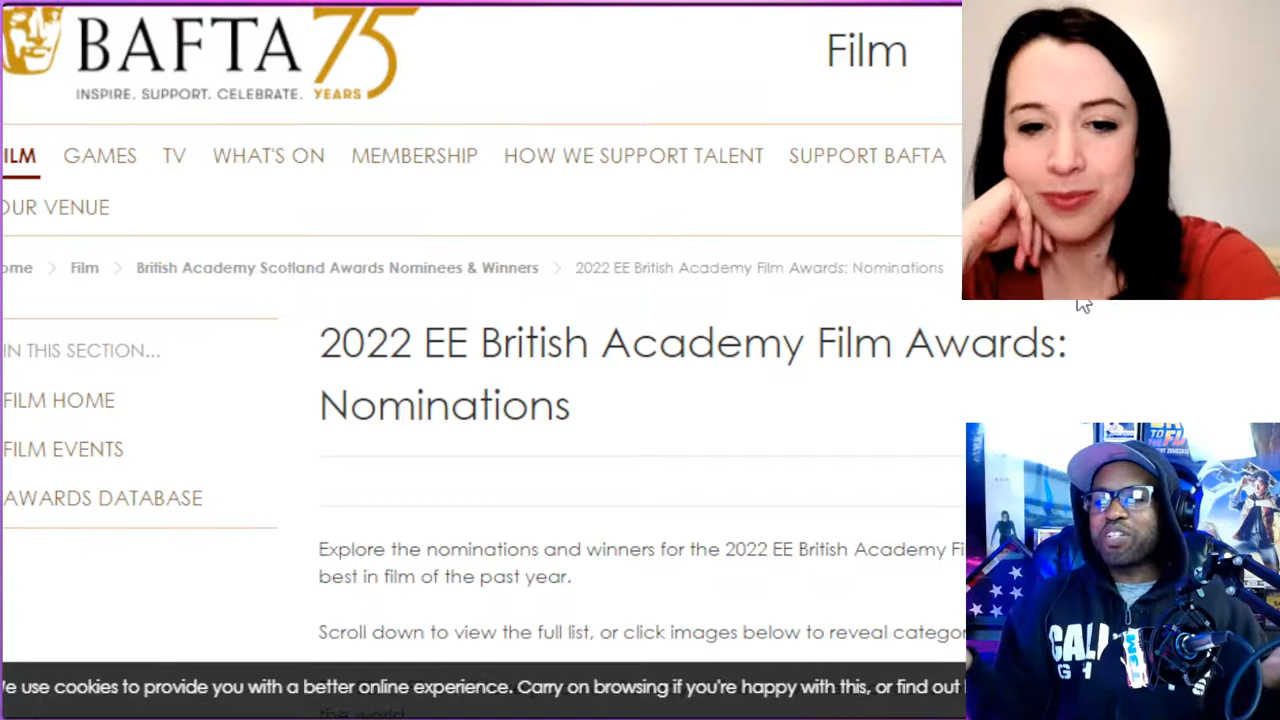 BAFTA 75
INSPIRE. SUPPORT. CELEBRATE. YEARS
Film
ILM GAMES TV WHAT'S ON MEMBERSHIP HOW WE SUPPORT TALENT SUPPORT BAFTA
OUR VENUE
ome Film British Academy Scotland Awards Nominees & Winners 2022 EE British Academy Film Awards: Nominations
IN THIS SECTION...
FILM HOME
FILM EVENTS
AWARDS DATABASE
2022 EE British Academy Film Awards:
Nominations
Explore the nominations and winners for the 2022 EE British Academy Fi
best in film of the past year.
Scroll down to view the full list, or click images below to reveal categor
e use cookies to provide you with a better online experience. Carry on browsing if you're happy with this, or find out
the world
TO THE
CALL